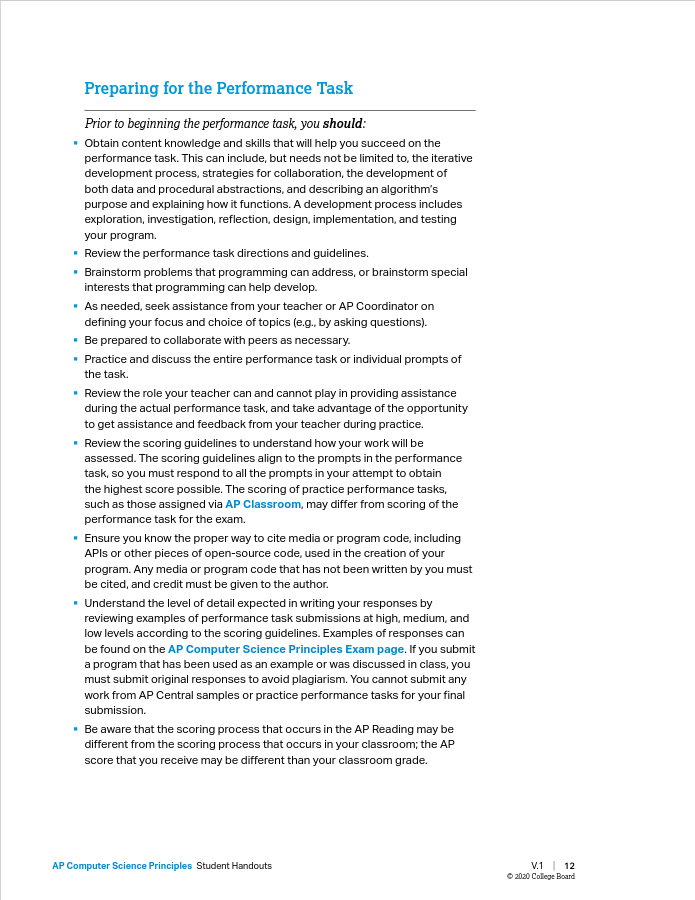 Preparing for the Performance Task
Prior to beginning the performance task, you should:
▪ Obtain content knowledge and skills that will help you succeed on the
performance task. This can include, but needs not be limited to, the iterative
development process, strategies for collaboration, the development of
both data and procedural abstractions, and describing an algorithm’s
purpose and explaining how it functions. A development process includes
exploration, investigation, reflection, design, implementation, and testing
your program.
▪ Review the performance task directions and guidelines.
▪ Brainstorm problems that programming can address, or brainstorm special
interests that programming can help develop.
▪ As needed, seek assistance from your teacher or AP Coordinator on
defining your focus and choice of topics (e.g., by asking questions).
▪ Be prepared to collaborate with peers as necessary.
▪ Practice and discuss the entire performance task or individual prompts of
the task.
▪ Review the role your teacher can and cannot play in providing assistance
during the actual performance task, and take advantage of the opportunity
to get assistance and feedback from your teacher during practice.
▪ Review the scoring guidelines to understand how your work will be
assessed. The scoring guidelines align to the prompts in the performance
task, so you must respond to all the prompts in your attempt to obtain
the highest score possible. The scoring of practice performance tasks,
such as those assigned via AP Classroom, may differ from scoring of the
performance task for the exam.
▪ Ensure you know the proper way to cite media or program code, including
APIs or other pieces of open-source code, used in the creation of your
program. Any media or program code that has not been written by you must
be cited, and credit must be given to the author.
▪ Understand the level of detail expected in writing your responses by
reviewing examples of performance task submissions at high, medium, and
low levels according to the scoring guidelines. Examples of responses can
be found on the AP Computer Science Principles Exam page. If you submit
a program that has been used as an example or was discussed in class, you
must submit original responses to avoid plagiarism. You cannot submit any
work from AP Central samples or practice performance tasks for your final
submission.
▪ Be aware that the scoring process that occurs in the AP Reading may be
different from the scoring process that occurs in your classroom; the AP
score that you receive may be different than your classroom grade.
AP Computer Science Principles Student Handouts
V.1 | 12
© 2020 College Board